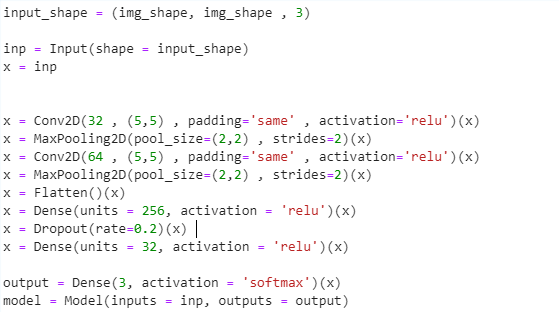 input_shape = (img_shape, img_shape , 3)
inp = Input(shape = input_shape)
x = inp
x = Conv2D(32 , (5,5) , padding='same' , activation='relu')(x)
x = MaxPooling2D(pool_size=(2,2) , strides=2)(x)
x = Conv2D(64 , (5,5) , padding='same' , activation='relu')(x)
x = MaxPooling2D(pool_size=(2,2) , strides=2)(x)
x = Flatten()(x)
x = Dense(units = 256, activation = 'relu')(x)
x = Dropout(rate=0.2)(x)
x = Dense(units = 32, activation = 'relu')(x)
output = Dense(3, activation = 'softmax')(x)
model = Model(inputs = inp, outputs = output)